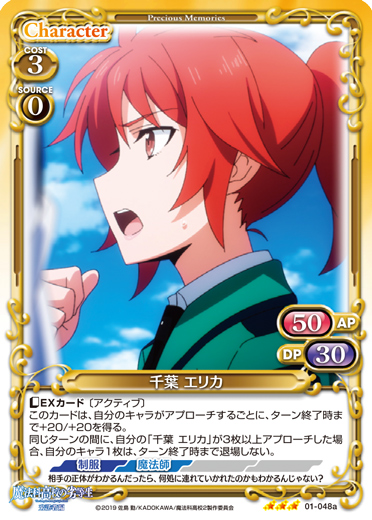 Precious Memories
Character
COST
3
SOURCE
0
50 AP
DP 30
千葉 エリカ
EXカード〔アクティブ〕
このカードは、自分のキャラがアプローチするごとに、ターン終了時ま
で+20/+20を得る。
同じターンの間に、自分の「千葉 エリカ」が3枚以上アプローチした場
合、自分のキャラ1枚は、ターン終了時まで退場しない。
制服 魔法師
魔法科高校の劣等生
来訪者編
相手の正体がわかるんだったら、何処に連れていかれたのかもわかるんじゃない?
©2019 佐島 勤/KADOKAWA/魔法科高校2製作委員会
01-048a